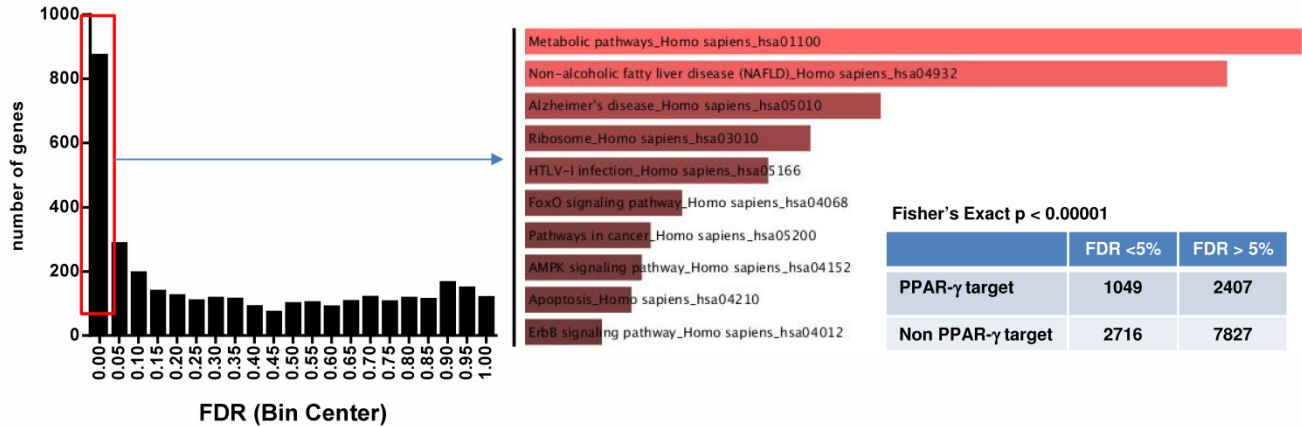 1000
800
600
400
200
0
number of genes
0.00 0.05 0.10 0.15 0.20 0.25 0.30 0.35 0.40 0.45 0.50 0.55 0.60 0.65 0.70 0.75 0.80 0.85 0.90 0.95 1.00
FDR (Bin Center)
Metabolic pathways_Homo sapiens_hsa01100
Non-alcoholic fatty liver disease (NAFLD)_Homo sapiens_hsa04932
Alzheimer's disease_Homo sapiens_hsa05010
Ribosome_Homo sapiens_hsa03010
HTLV-I infection_Homo sapiens_hsa05166
FoxO signaling pathway_Homo sapiens_hsa04068
Pathways in cancer_Homo sapiens_hsa05200
AMPK signaling pathway_Homo sapiens_hsa04152
Apoptosis_Homo sapiens_hsa04210
ErbB signaling pathway_Homo sapiens_hsa04012
Fisher's Exact p < 0.00001
FDR <5% FDR > 5%
PPAR-γ target 1049 2407
Non PPAR-γ target 2716 7827